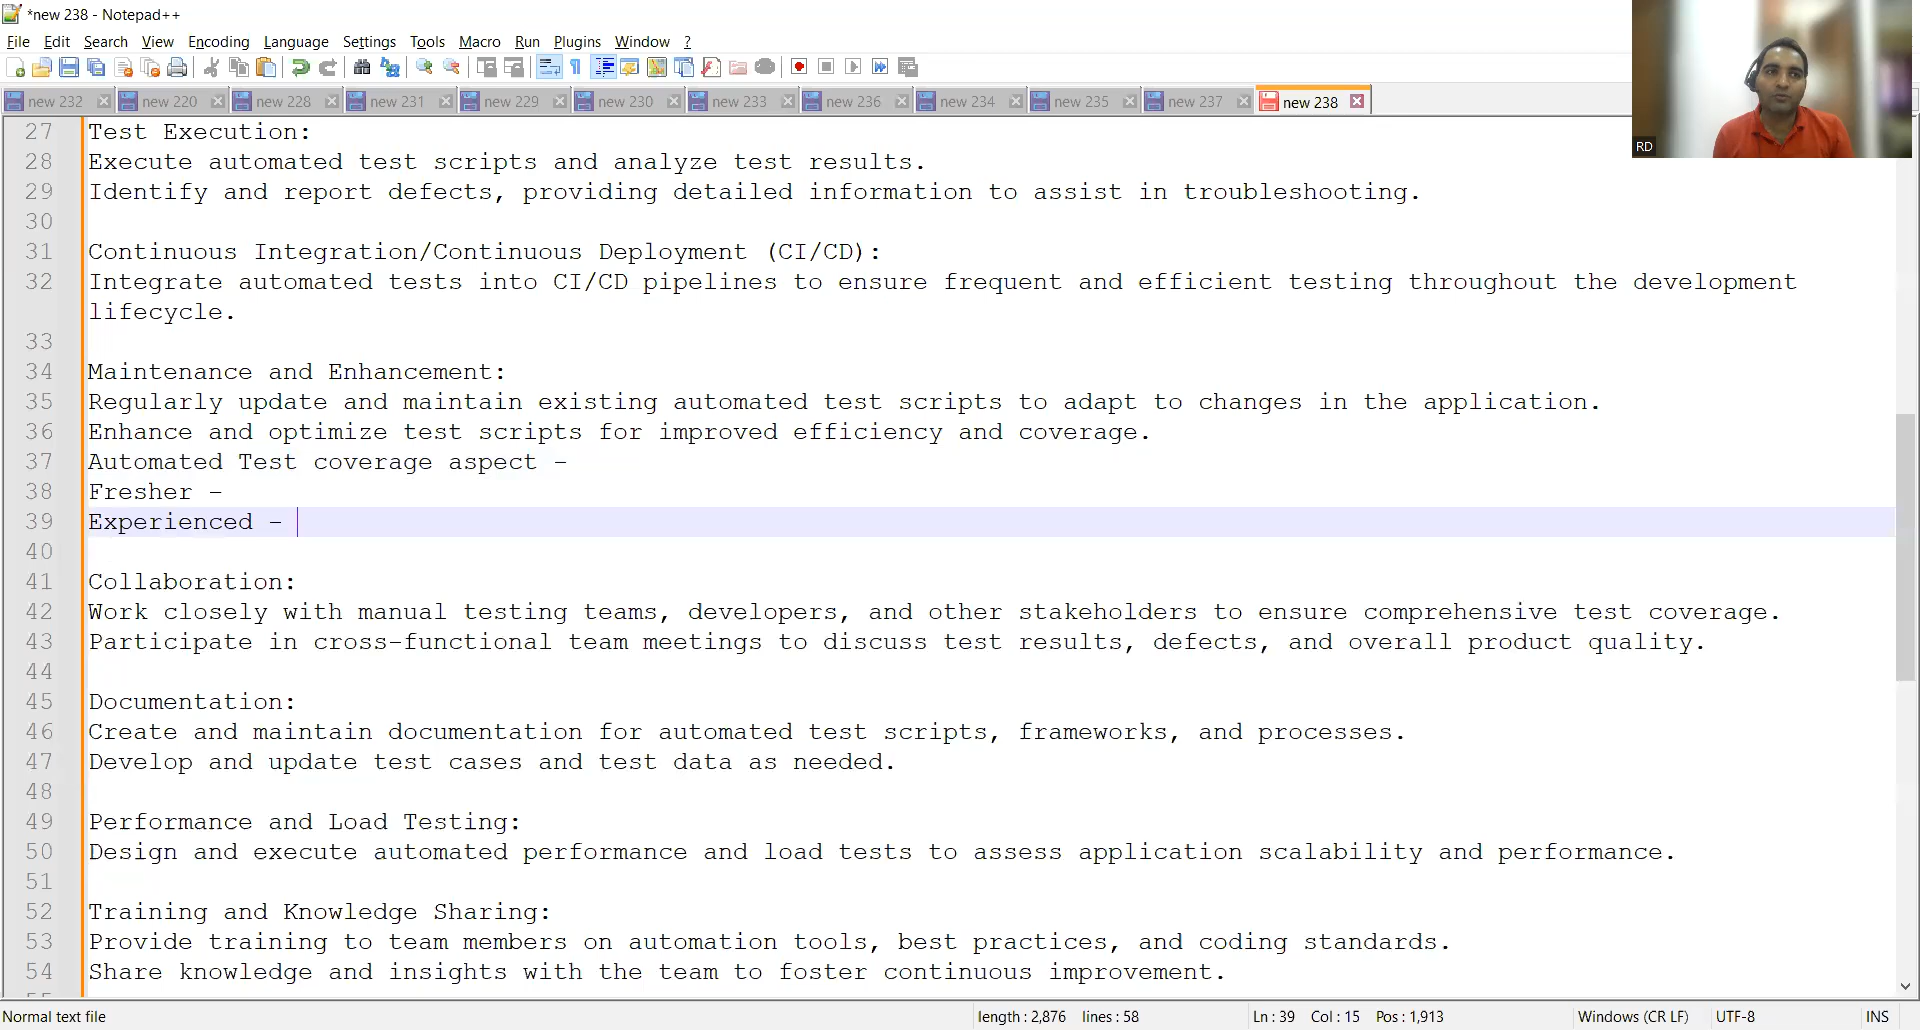 *new 238 - Notepad++
File Edit Search View Encoding Language Settings Tools Macro Run Plugins Window ?
new 232 new 220 new 228 new 231 new 229 new 230 new 233 new 236 new 234 new 235 new 237 new 238
RD
27 Test Execution:
28 Execute automated test scripts and analyze test results.
29 Identify and report defects, providing detailed information to assist in troubleshooting.
30
31 Continuous Integration/Continuous Deployment (CI/CD):
32 Integrate automated tests into CI/CD pipelines to ensure frequent and efficient testing throughout the development
lifecycle.
33
34 Maintenance and Enhancement:
35 Regularly update and maintain existing automated test scripts to adapt to changes in the application.
36 Enhance and optimize test scripts for improved efficiency and coverage.
37 Automated Test coverage aspect -
38 Fresher -
39 Experienced -
40
41 Collaboration:
42 Work closely with manual testing teams, developers, and other stakeholders to ensure comprehensive test coverage.
43 Participate in cross-functional team meetings to discuss test results, defects, and overall product quality.
44
45 Documentation:
46 Create and maintain documentation for automated test scripts, frameworks, and processes.
47 Develop and update test cases and test data as needed.
48
49 Performance and Load Testing:
50 Design and execute automated performance and load tests to assess application scalability and performance.
51
52 Training and Knowledge Sharing:
53 Provide training to team members on automation tools, best practices, and coding standards.
54 Share knowledge and insights with the team to foster continuous improvement.
Normal text file length : 2,876 lines : 58 Ln : 39 Col : 15 Pos : 1,913 Windows (CR LF) UTF-8 INS